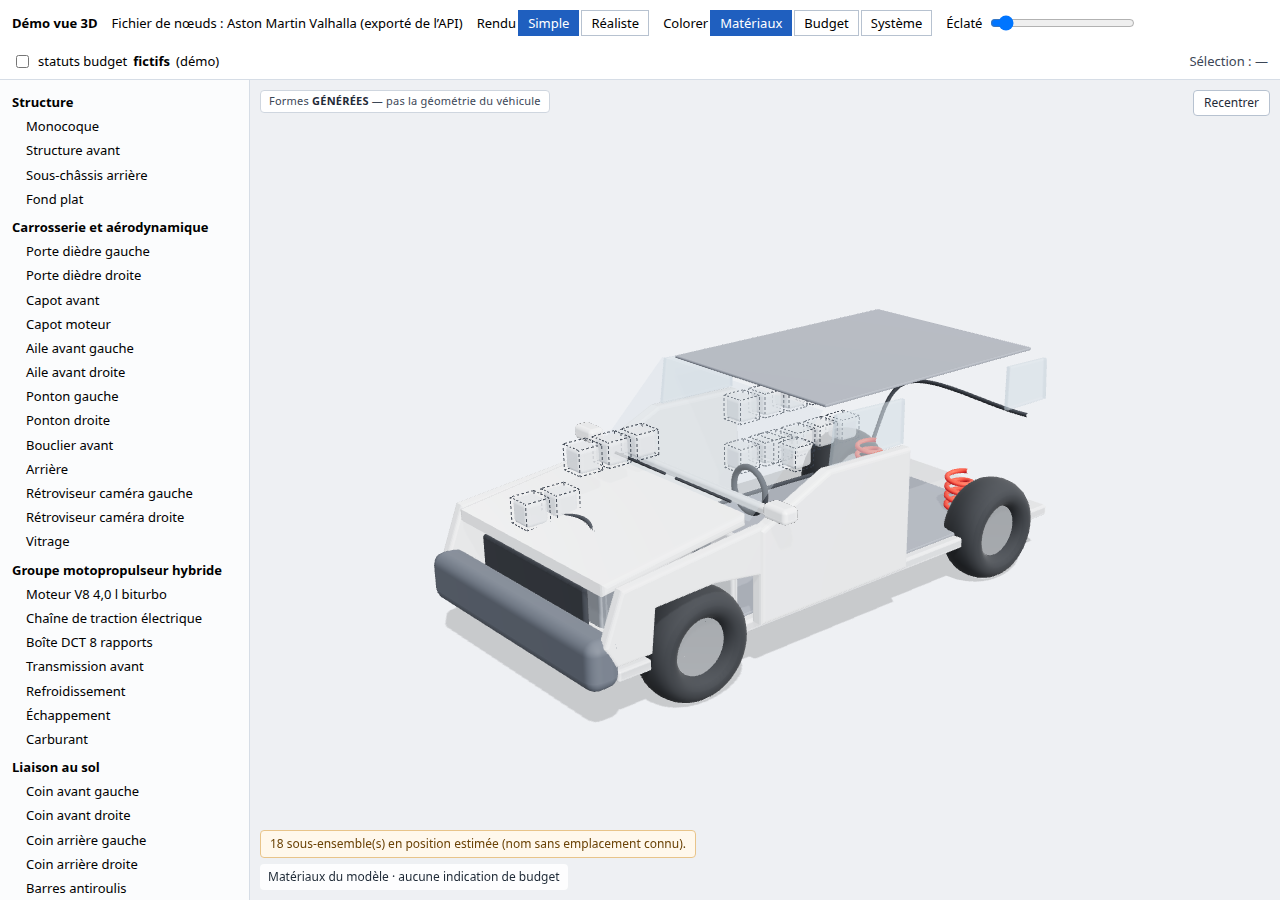 Démo vue 3D Fichier de nœuds : Aston Martin Valhalla (exporté de l'API) Rendu Simple Réaliste Colorer Matériaux Budget Système Éclaté
statuts budget fictifs (démo) Sélection : —
Formes GÉNÉRÉES — pas la géométrie du véhicule
Recentrer
Structure
Monocoque
Structure avant
Sous-châssis arrière
Fond plat
Carrosserie et aérodynamique
Porte dièdre gauche
Porte dièdre droite
Capot avant
Capot moteur
Aile avant gauche
Aile avant droite
Ponton gauche
Ponton droite
Bouclier avant
Arrière
Rétroviseur caméra gauche
Rétroviseur caméra droite
Vitrage
Groupe motopropulseur hybride
Moteur V8 4,0 l biturbo
Chaîne de traction électrique
Boîte DCT 8 rapports
Transmission avant
Refroidissement
Échappement
Carburant
Liaison au sol
Coin avant gauche
Coin avant droite
Coin arrière gauche
Coin arrière droite
Barres antiroulis
18 sous-ensemble(s) en position estimée (nom sans emplacement connu).
Matériaux du modèle · aucune indication de budget